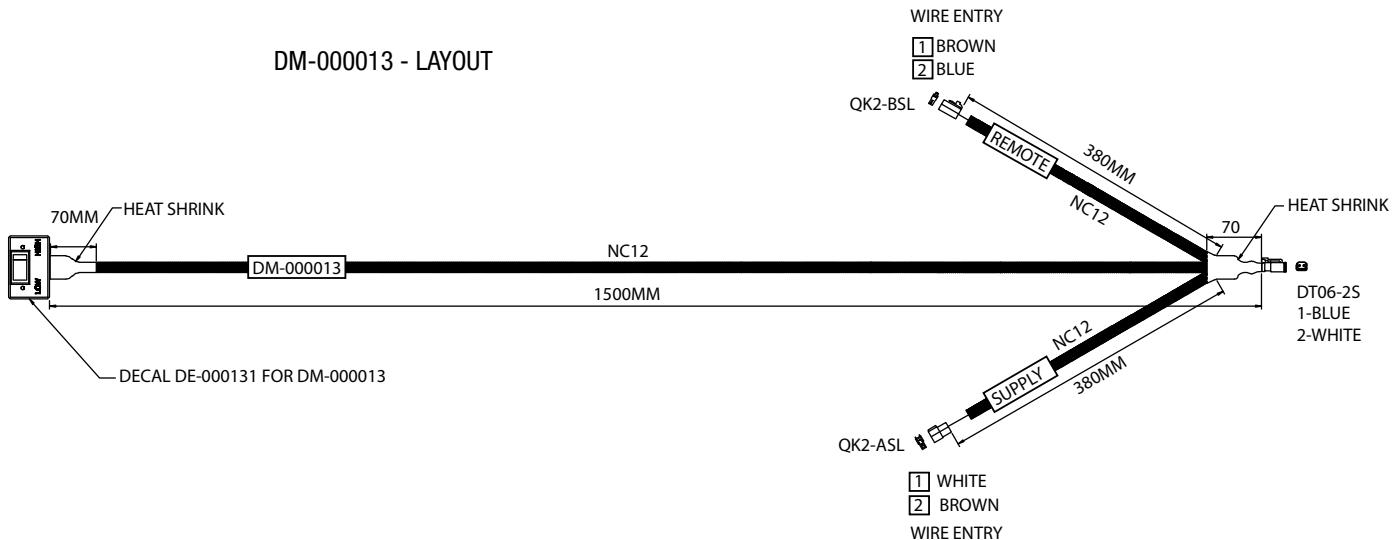 WIRE ENTRY
1 BROWN
2 BLUE
DM-000013 - LAYOUT
QK2-BSL
REMOTE
380MM
NC12
HEAT SHRINK
70MM
HEAT SHRINK
70
HIGH
LOW
DM-000013
NC12
1500MM
DT06-2S
1-BLUE
2-WHITE
NC12
SUPPLY
380MM
DECAL DE-000131 FOR DM-000013
QK2-ASL
1 WHITE
2 BROWN
WIRE ENTRY